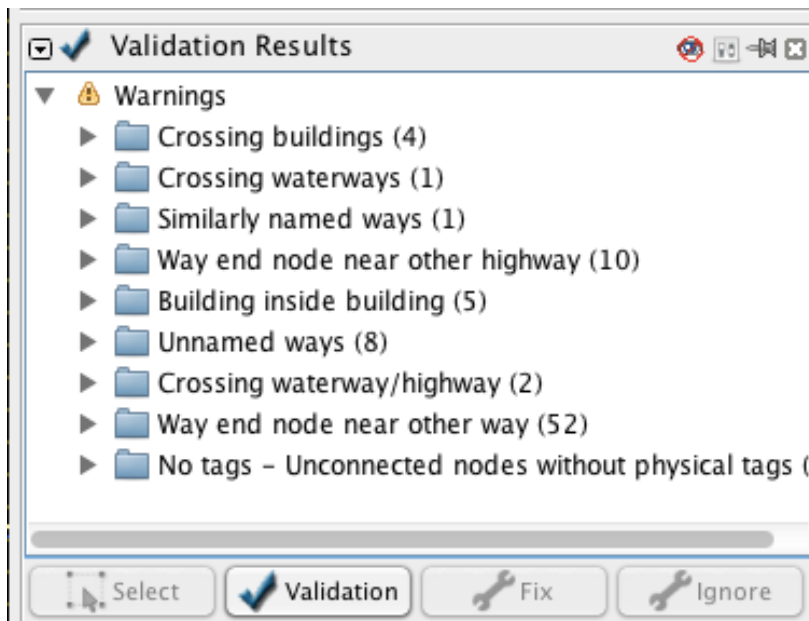 Validation Results
Warnings
Crossing buildings (4)
Crossing waterways (1)
Similarly named ways (1)
Way end node near other highway (10)
Building inside building (5)
Unnamed ways (8)
Crossing waterway/highway (2)
Way end node near other way (52)
No tags – Unconnected nodes without physical tags (
Select Validation Fix Ignore